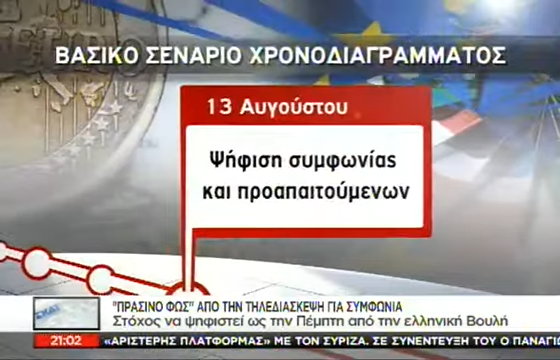 ΒΑΣΙΚΟ ΣΕΝΑΡΙΟ ΧΡΟΝΟΔΙΑΓΡΑΜΜΑΤΟΣ
13 Αυγούστου
Ψήφιση συμφωνίας
και προαπαιτούμενων
"ΠΡΑΣΙΝΟ ΦΩΣ" ΑΠΟ ΤΗΝ ΤΗΛΕΔΙΑΣΚΕΨΗ ΓΙΑ ΣΥΜΦΩΝΙΑ
Στόχος να ψηφιστεί ως την Πέμπτη από την ελληνική Βουλή
21:02 «ΑΡΙΣΤΕΡΗΣ ΠΛΑΤΦΟΡΜΑΣ» ΜΕ ΤΟΝ ΣΥΡΙΖΑ. ΣΕ ΣΥΝΕΝΤΕΥΞΗ ΤΟΥ Ο ΠΑΝΑΓ